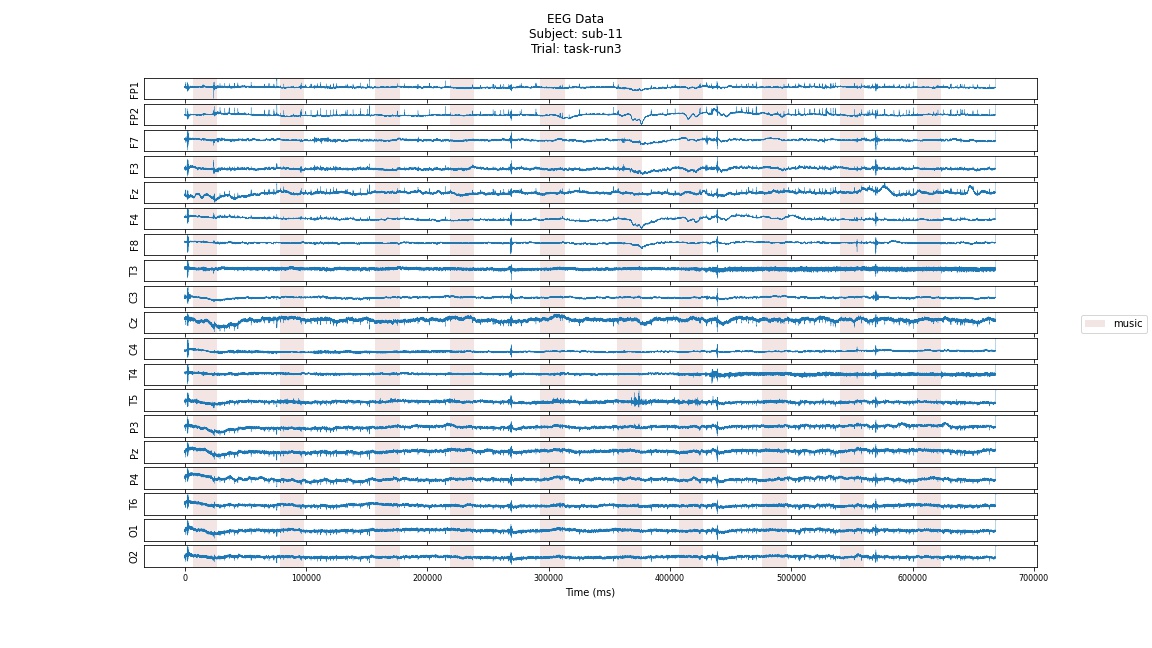 EEG Data
Subject: sub-11
Trial: task-run3
FP1
FP2
F7
F3
Fz
F4
F8
T3
C3
Cz
C4
T4
T5
P3
Pz
P4
T6
O1
O2
music
0 100000 200000 300000 400000 500000 600000 700000
Time (ms)